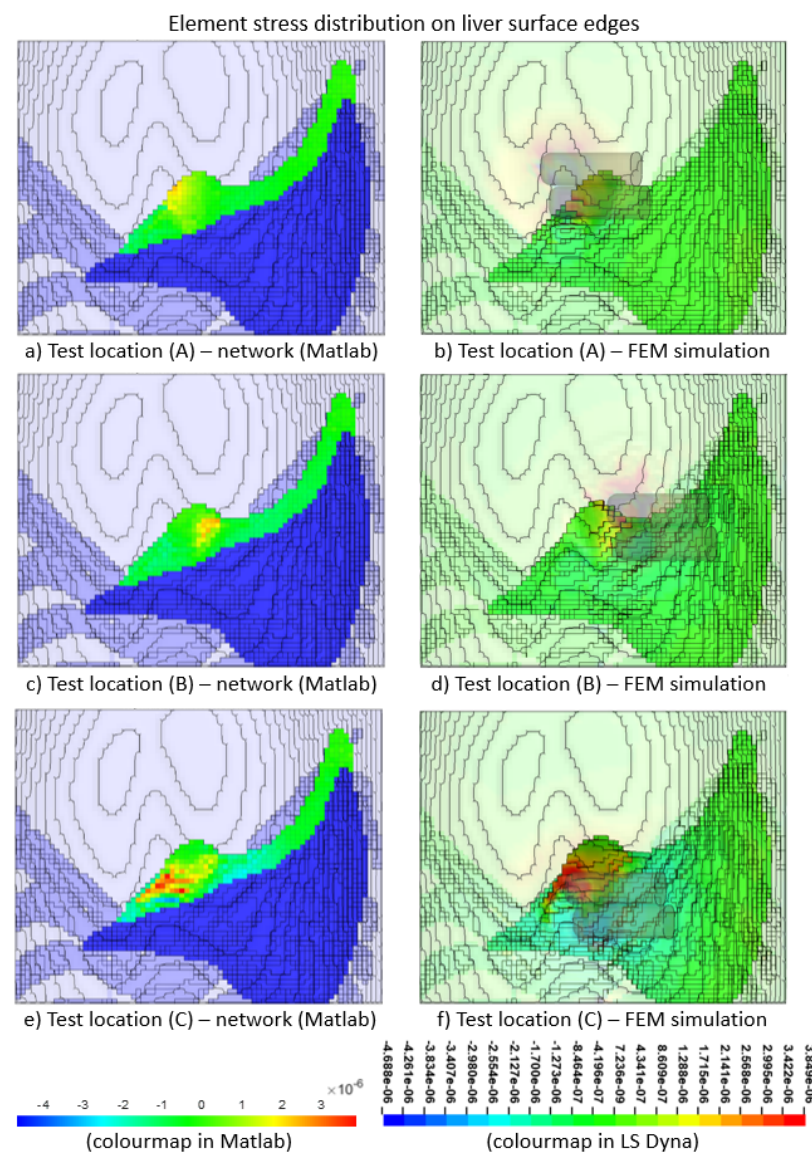 Element stress distribution on liver surface edges
a) Test location (A) – network (Matlab)
b) Test location (A) – FEM simulation
c) Test location (B) – network (Matlab)
d) Test location (B) – FEM simulation
e) Test location (C) – network (Matlab)
f) Test location (C) – FEM simulation
×10⁻⁶
-4 -3 -2 -1 0 1 2 3
(colourmap in Matlab)
-4.688e-06
-4.261e-06
-3.834e-06
-3.407e-06
-2.980e-06
-2.554e-06
-2.127e-06
-1.700e-06
-1.273e-06
-8.464e-07
-4.196e-07
7.236e-09
4.341e-07
8.609e-07
1.288e-06
1.715e-06
2.141e-06
2.568e-06
2.995e-06
3.422e-06
3.849e-06
(colourmap in LS Dyna)